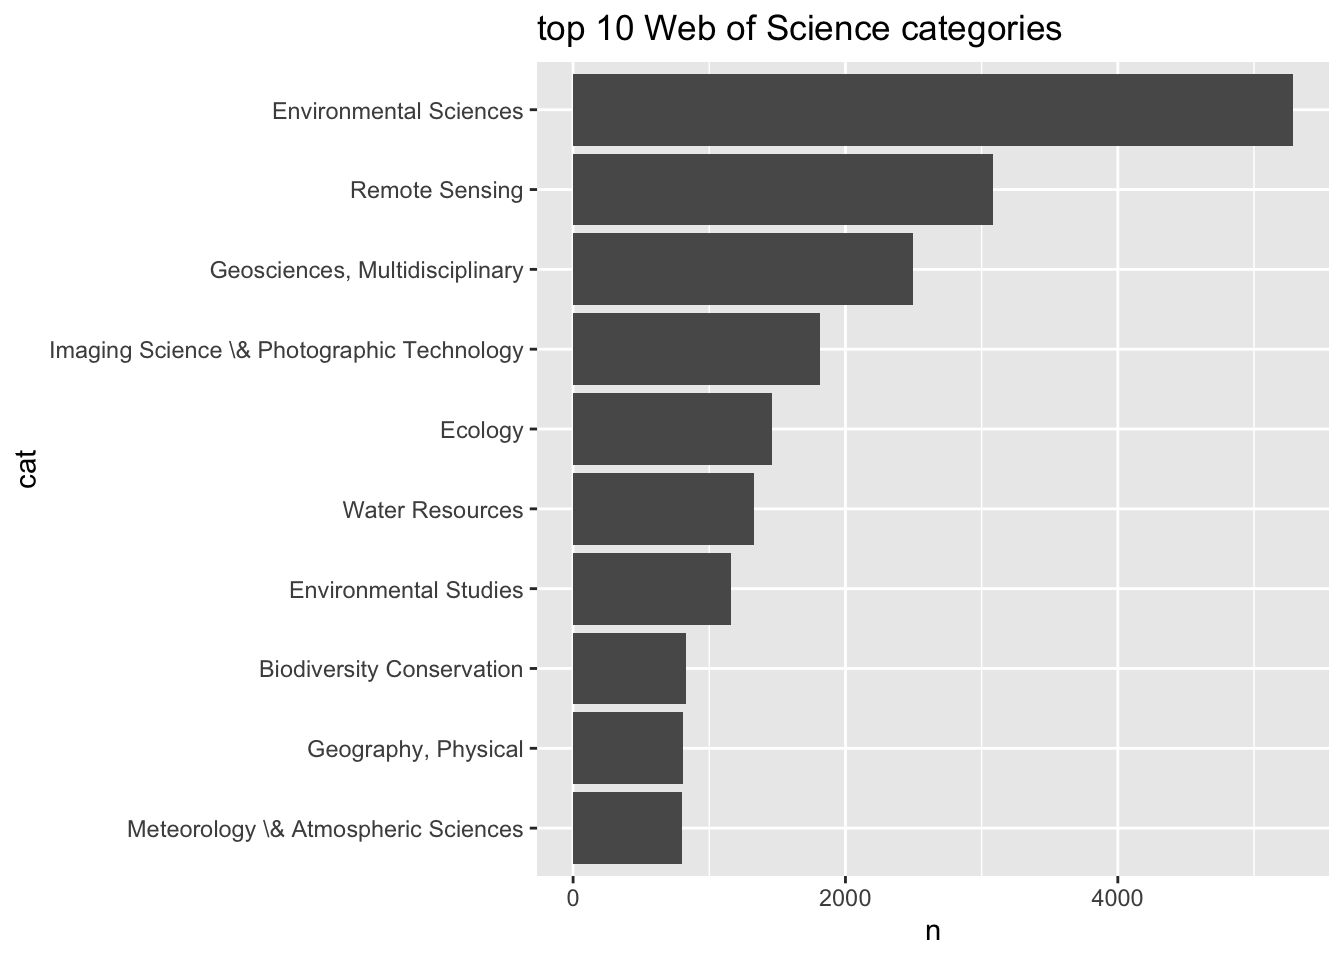 top 10 Web of Science categories
Environmental Sciences
Remote Sensing
Geosciences, Multidisciplinary
Imaging Science \& Photographic Technology
Ecology
Water Resources
Environmental Studies
Biodiversity Conservation
Geography, Physical
Meteorology \& Atmospheric Sciences
cat
0 2000 4000
n